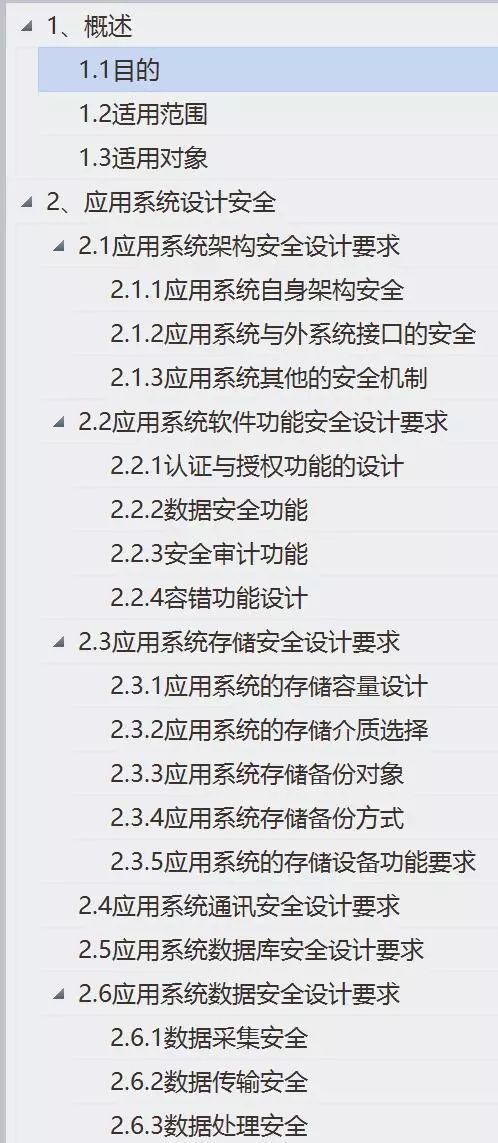 1、概述
1.1目的
1.2适用范围
1.3适用对象
2、应用系统设计安全
2.1应用系统架构安全设计要求
2.1.1应用系统自身架构安全
2.1.2应用系统与外系统接口的安全
2.1.3应用系统其他的安全机制
2.2应用系统软件功能安全设计要求
2.2.1认证与授权功能的设计
2.2.2数据安全功能
2.2.3安全审计功能
2.2.4容错功能设计
2.3应用系统存储安全设计要求
2.3.1应用系统的存储容量设计
2.3.2应用系统的存储介质选择
2.3.3应用系统存储备份对象
2.3.4应用系统存储备份方式
2.3.5应用系统的存储设备功能要求
2.4应用系统通讯安全设计要求
2.5应用系统数据库安全设计要求
2.6应用系统数据安全设计要求
2.6.1数据采集安全
2.6.2数据传输安全
2.6.3数据处理安全